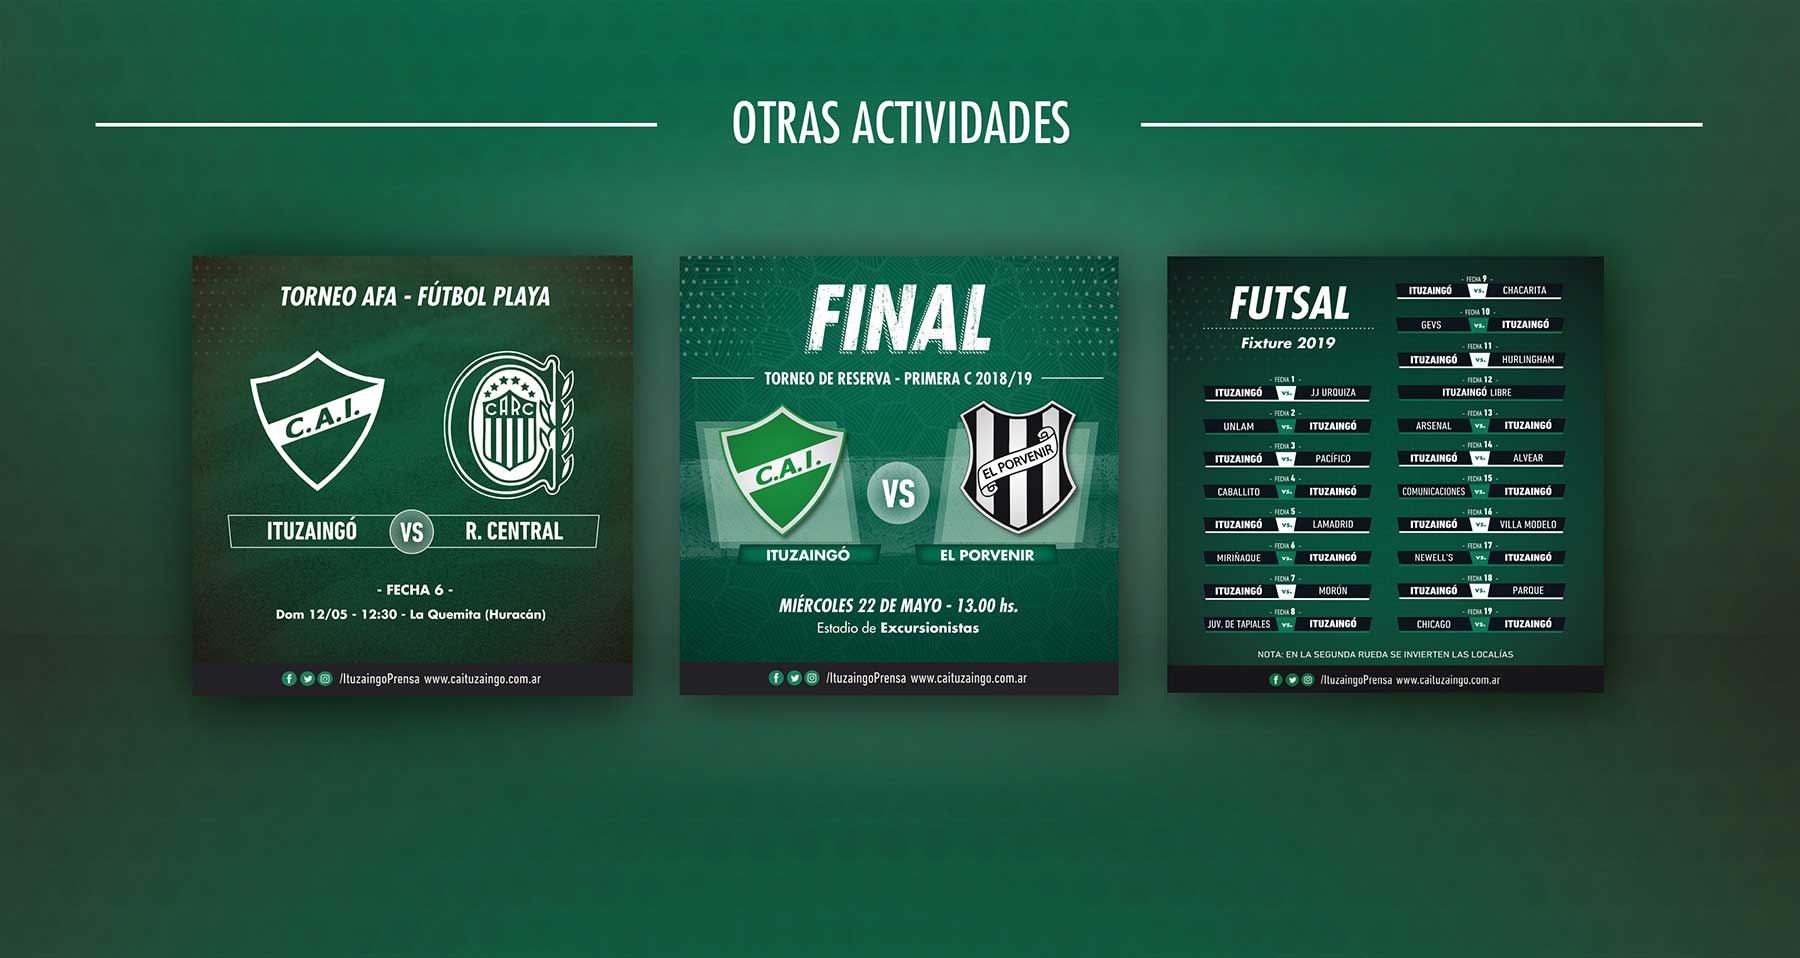 OTRAS ACTIVIDADES
TORNEO AFA - FÚTBOL PLAYA
C.A.I.
CARC
ITUZAINGÓ VS R. CENTRAL
- FECHA 6 -
Dom 12/05 - 12:30 - La Quemita (Huracán)
/ItuzaingoPrensa www.caituzaingo.com.ar
FINAL
TORNEO DE RESERVA - PRIMERA C 2018/19
C.A.I.
VS
EL PORVENIR
ITUZAINGÓ
EL PORVENIR
MIÉRCOLES 22 DE MAYO - 13.00 hs.
Estadio de Excursionistas
/ItuzaingoPrensa www.caituzaingo.com.ar
FUTSAL
Fixture 2019
- FECHA 1 -
ITUZAINGÓ vs. JJ URQUIZA
- FECHA 2 -
UNLAM vs. ITUZAINGÓ
- FECHA 3 -
ITUZAINGÓ vs. PACÍFICO
- FECHA 4 -
CABALLITO vs. ITUZAINGÓ
- FECHA 5 -
ITUZAINGÓ vs. LAMADRID
- FECHA 6 -
MIRIÑAQUE vs. ITUZAINGÓ
- FECHA 7 -
ITUZAINGÓ vs. MORÓN
- FECHA 8 -
JUV. DE TAPIALES vs. ITUZAINGÓ
- FECHA 9 -
ITUZAINGÓ vs. CHACARITA
- FECHA 10 -
GEVS vs. ITUZAINGÓ
- FECHA 11 -
ITUZAINGÓ vs. HURLINGHAM
- FECHA 12 -
ITUZAINGÓ LIBRE
- FECHA 13 -
ARSENAL vs. ITUZAINGÓ
- FECHA 14 -
ITUZAINGÓ vs. ALVEAR
- FECHA 15 -
COMUNICACIONES vs. ITUZAINGÓ
- FECHA 16 -
ITUZAINGÓ vs. VILLA MODELO
- FECHA 17 -
NEWELL'S vs. ITUZAINGÓ
- FECHA 18 -
ITUZAINGÓ vs. PARQUE
- FECHA 19 -
CHICAGO vs. ITUZAINGÓ
NOTA: EN LA SEGUNDA RUEDA SE INVIERTEN LAS LOCALÍAS
/ItuzaingoPrensa www.caituzaingo.com.ar